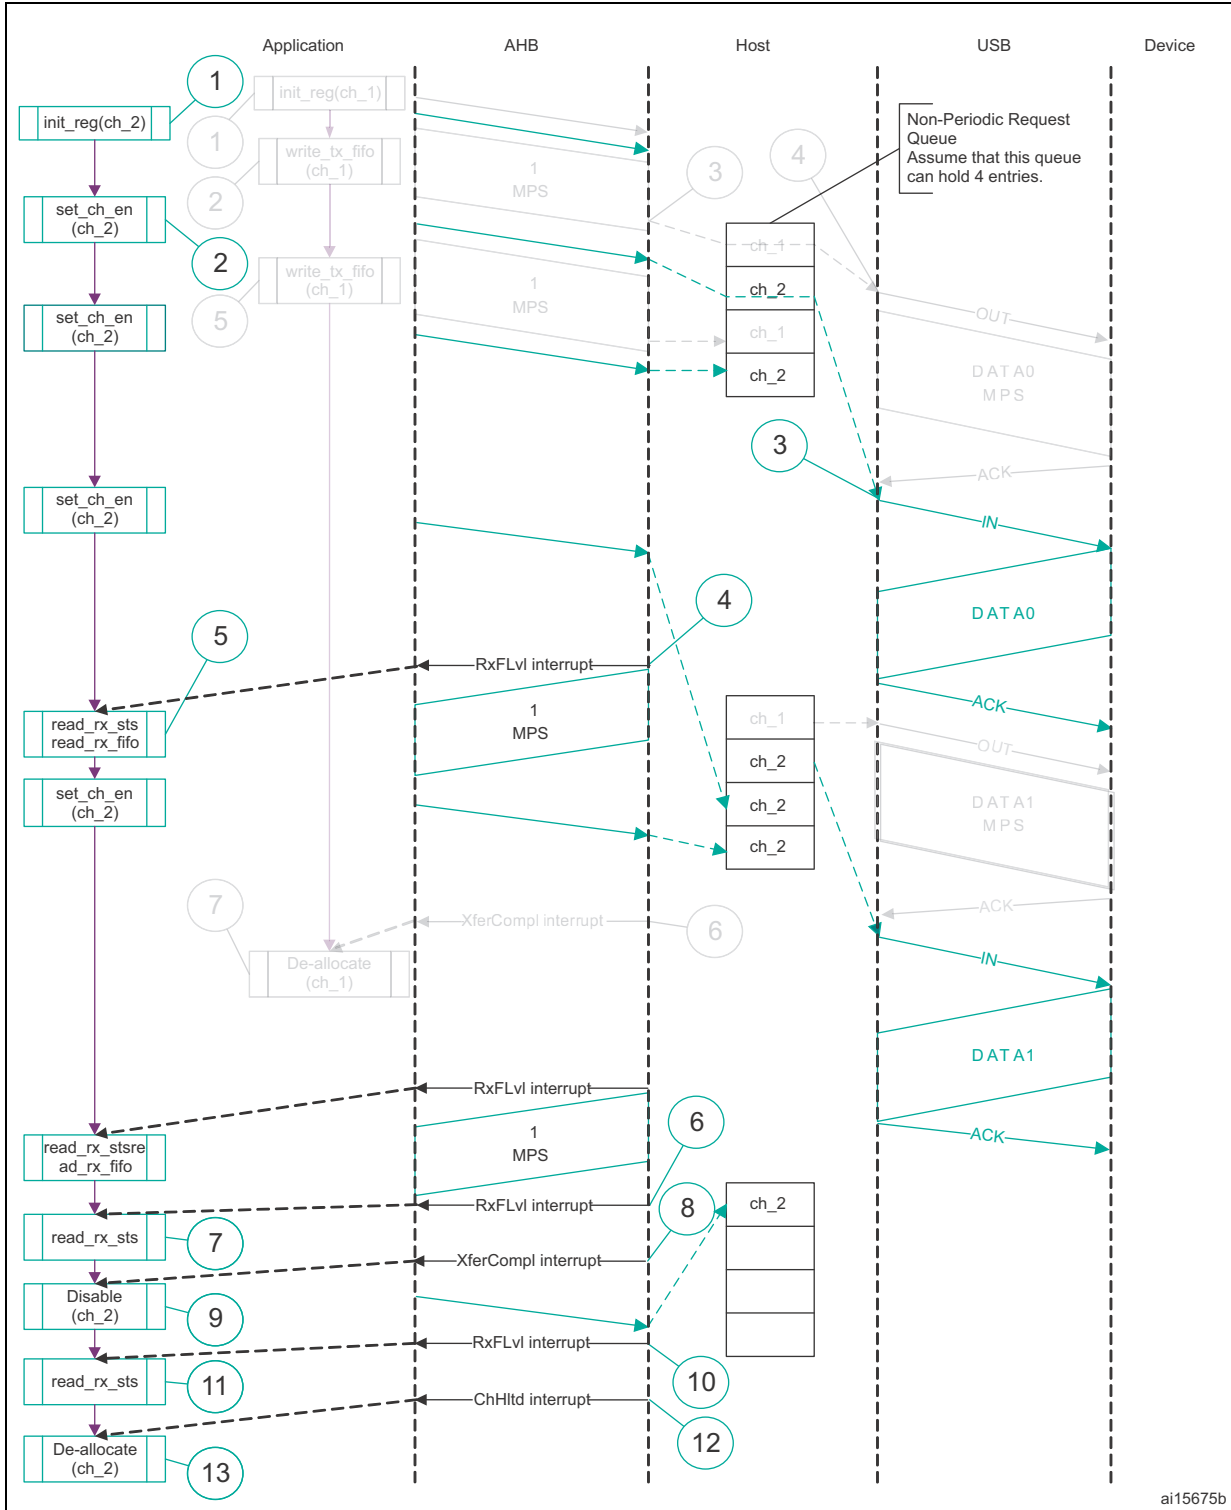 Application
AHB
Host
USB
Device
1
init_reg(ch_1)
init_reg(ch_2)
1
Non-Periodic Request
Queue
Assume that this queue
can hold 4 entries.
write_tx_fifo
(ch_1)
4
1
MPS
3
2
set_ch_en
(ch_2)
2
ch_1
write_tx_fifo
(ch_1)
1
MPS
ch_2
5
set_ch_en
(ch_2)
OUT
ch_1
ch_2
DATA0
MPS
3
ACK
set_ch_en
(ch_2)
IN
4
DATA0
5
RxFLvl interrupt
ACK
read_rx_sts
read_rx_fifo
1
MPS
ch_1
OUT
ch_2
set_ch_en
(ch_2)
ch_2
DATA1
MPS
ch_2
7
XferCompl interrupt
6
ACK
De-allocate
(ch_1)
IN
DATA1
RxFLvl interrupt
6
1
MPS
ACK
read_rx_stsre
ad_rx_fifo
RxFLvl interrupt
8
ch_2
read_rx_sts
7
XferCompl interrupt
Disable
(ch_2)
9
RxFLvl interrupt
read_rx_sts
11
10
ChHltd interrupt
12
De-allocate
(ch_2)
13
ai15675b